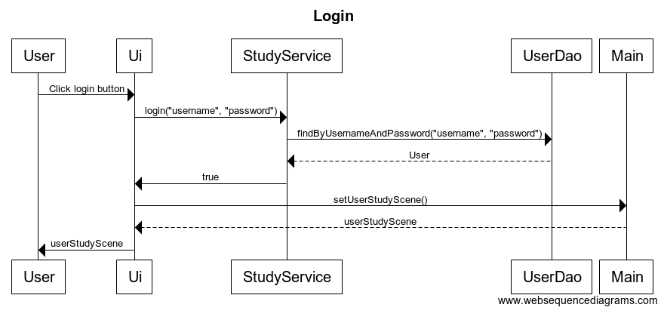 Login
User Ui StudyService UserDao Main
Click login button
login("username", "password")
findByUsernameAndPassword("username", "password")
User
true
setUserStudyScene()
userStudyScene
userStudyScene
User Ui StudyService UserDao Main
www.websequencediagrams.com